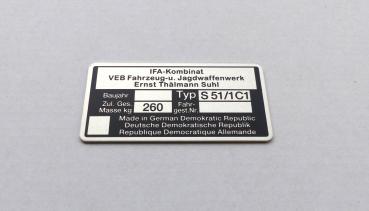 IFA-Kombinat
VEB Fahrzeug-u. Jagdwaffenwerk
Ernst Thälmann Suhl
Baujahr Typ S 51/1C1
Zul. Ges. Masse kg 260 Fahr-gest.Nr.
Made in German Democratic Republic
Deutsche Demokratische Republik
Republique Democratique Allemande